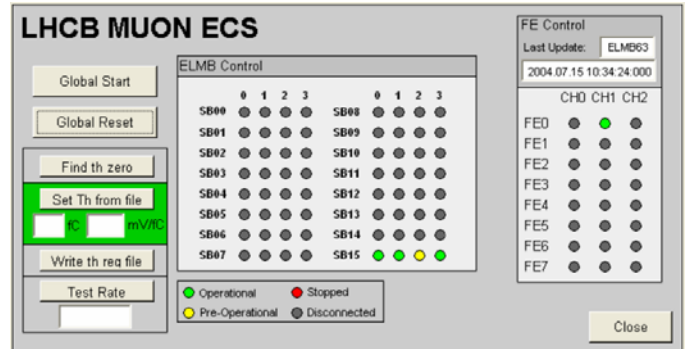 LHCB MUON ECS
Global Start
Global Reset
Find th zero
Set Th from file
fC mV/fC
Write th reg file
Test Rate
ELMB Control
0 1 2 3 0 1 2 3
SB00 SB08
SB01 SB09
SB02 SB10
SB03 SB11
SB04 SB12
SB05 SB13
SB06 SB14
SB07 SB15
Operational Stopped
Pre-Operational Disconnected
FE Control
Last Update: ELMB63
2004.07.15 10:34:24:000
CH0 CH1 CH2
FE0
FE1
FE2
FE3
FE4
FE5
FE6
FE7
Close